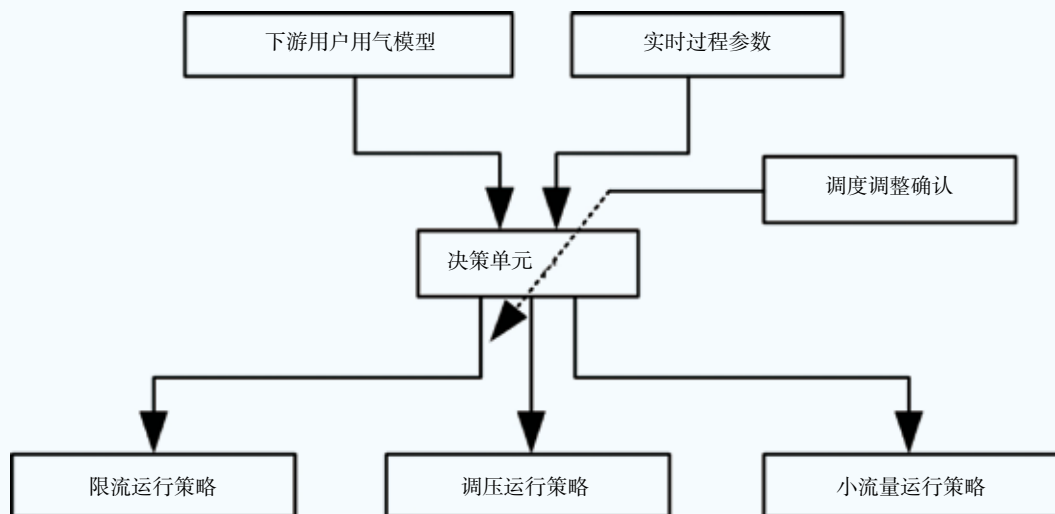 下游用户用气模型
实时过程参数
调度调整确认
决策单元
限流运行策略
调压运行策略
小流量运行策略